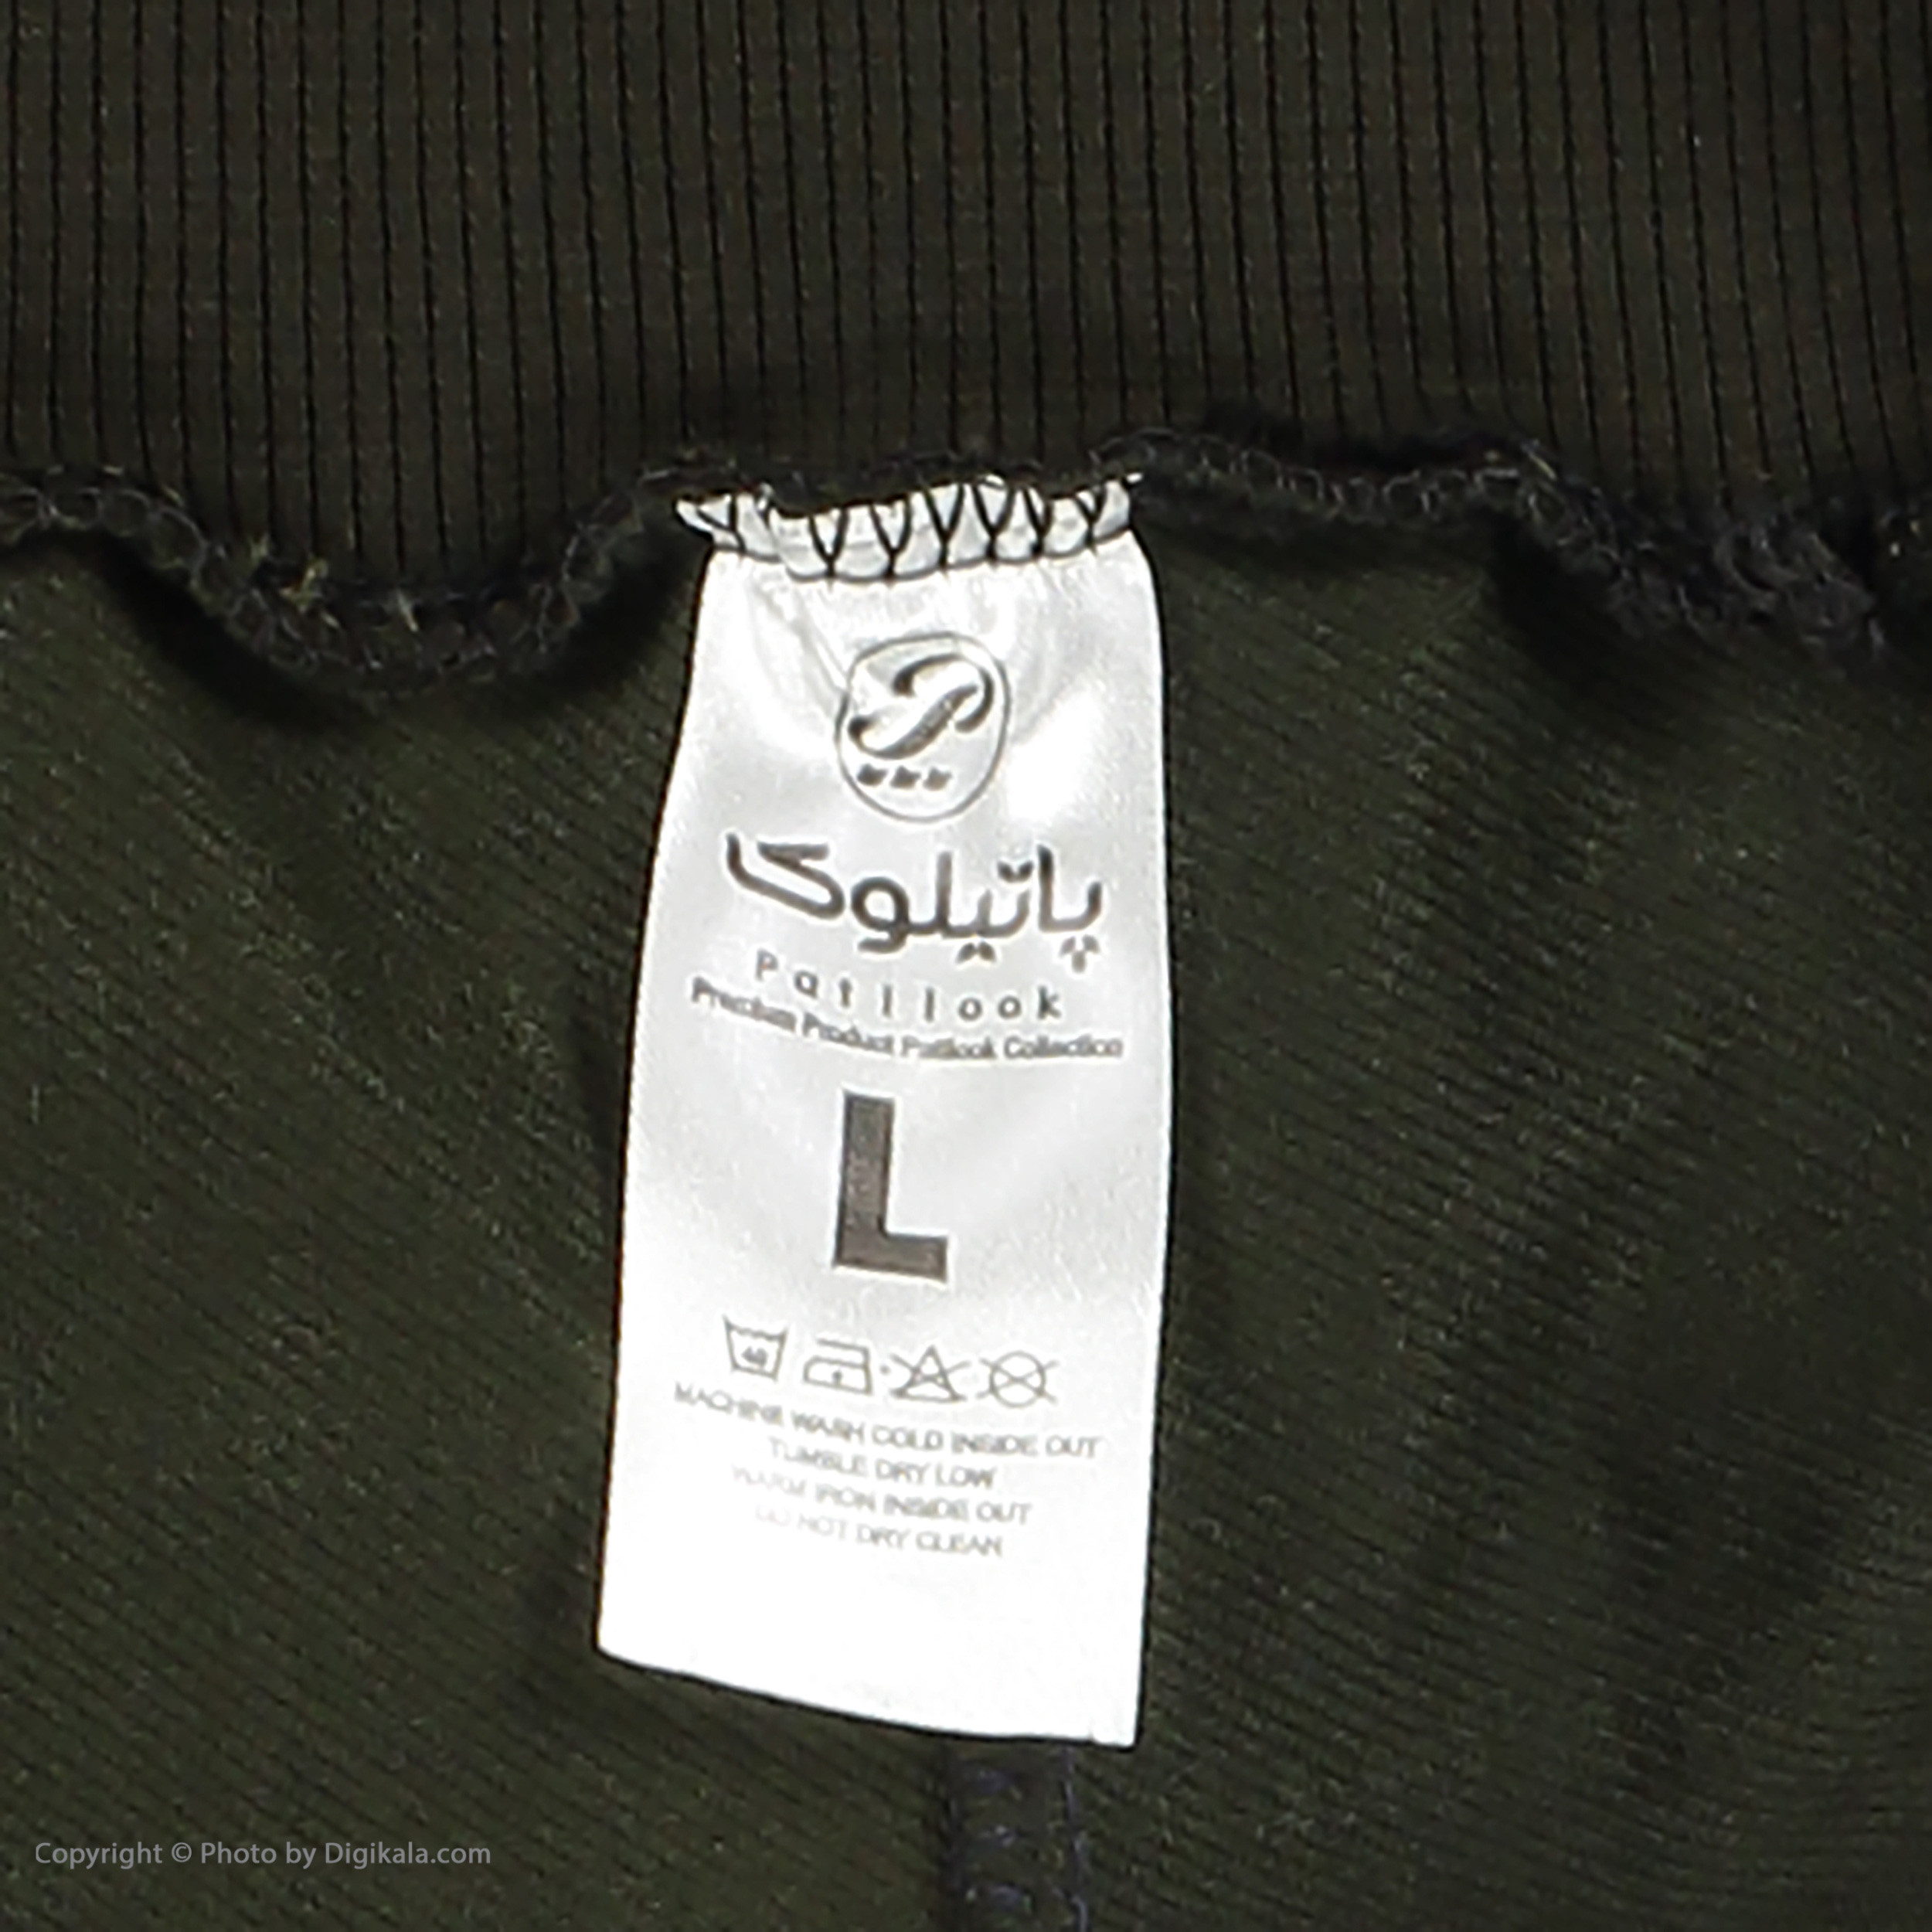 پاتیلوک
Patilook
Premium Product Patilook Collection
L
40
MACHINE WASH COLD INSIDE OUT
TUMBLE DRY LOW
WARM IRON INSIDE OUT
DO NOT DRY CLEAN
Copyright © Photo by Digikala.com